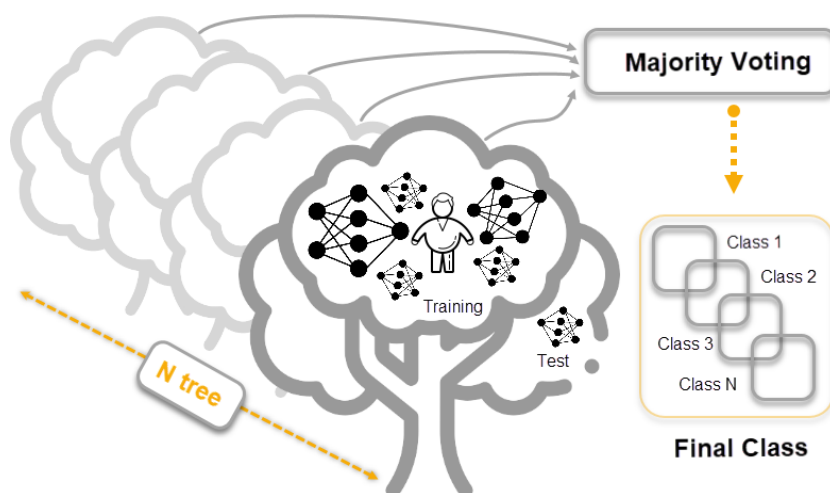 Majority Voting
Class 1
Class 2
Training
Class 3
Test
N tree
Class N
Final Class